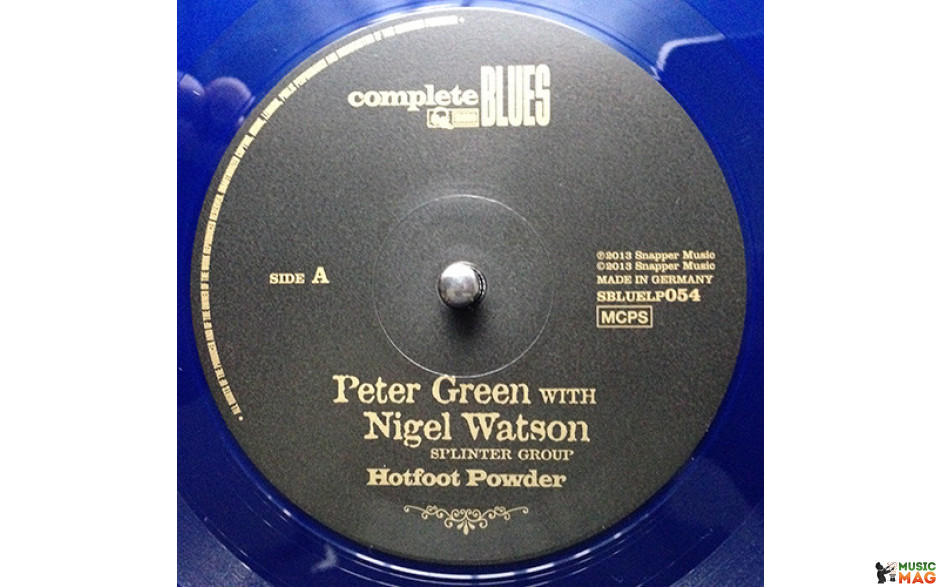 complete BLUES
SIDE A
℗2013 Snapper Music
©2013 Snapper Music
MADE IN GERMANY
SBLUELP054
MCPS
Peter Green WITH
Nigel Watson
SPLINTER GROUP
Hotfoot Powder
MUSIC
MAG